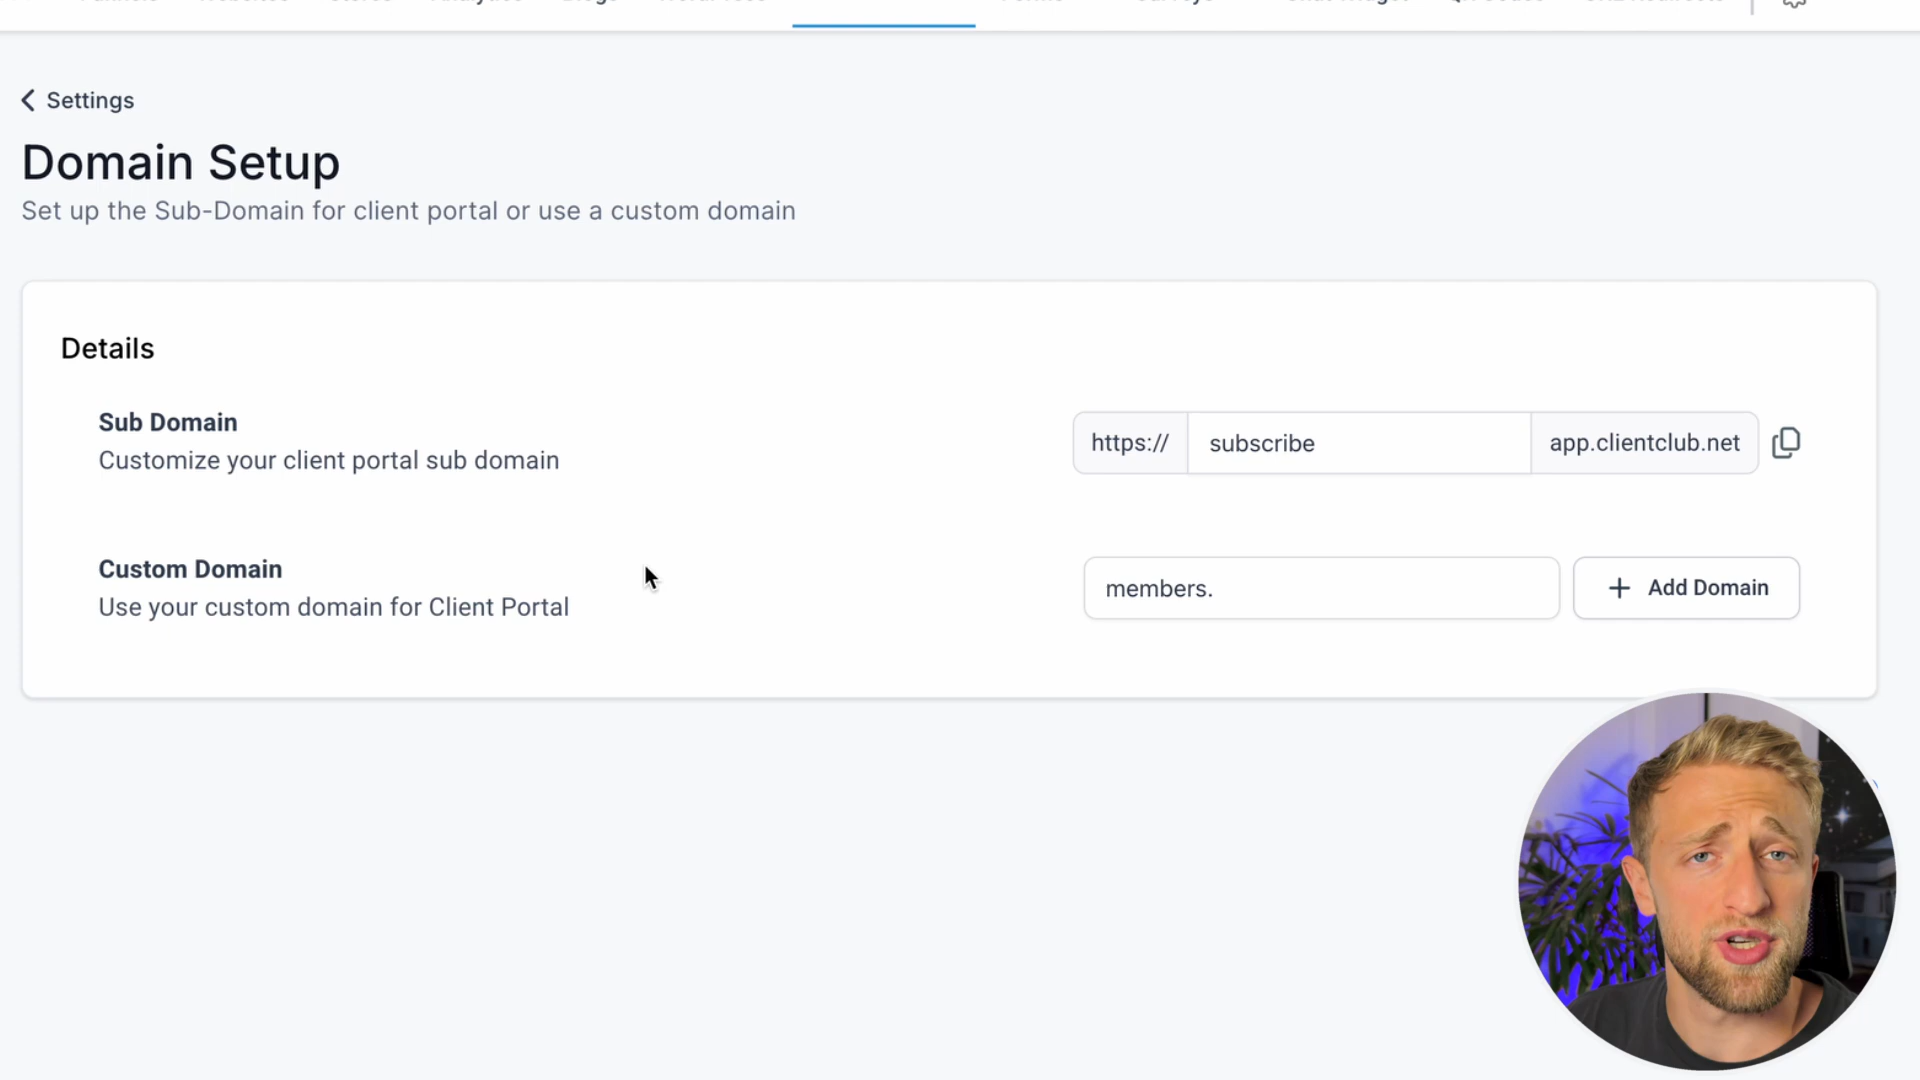 Settings
Domain Setup
Set up the Sub-Domain for client portal or use a custom domain
Details
Sub Domain
Customize your client portal sub domain
https:// subscribe app.clientclub.net
Custom Domain
Use your custom domain for Client Portal
members. + Add Domain